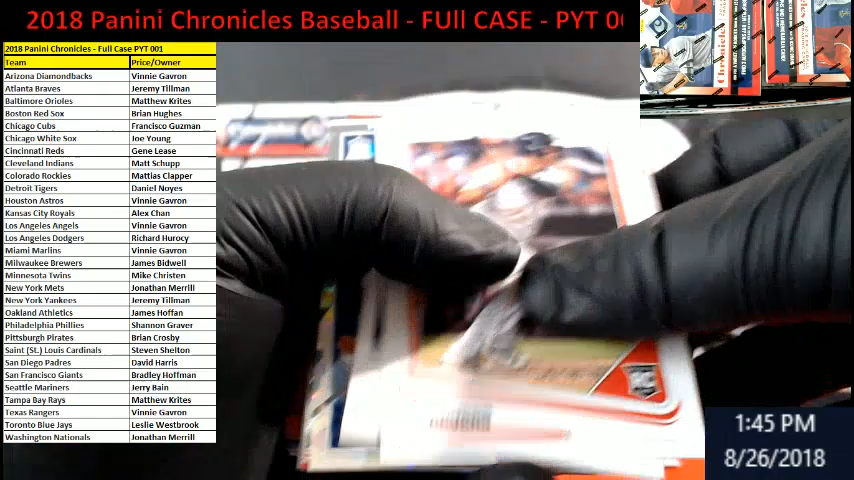 2018 Panini Chronicles Baseball - FUll CASE - PYT 00
2018 Panini Chronicles - Full Case PYT 001
Team Price/Owner
Arizona Diamondbacks Vinnie Gavron
Atlanta Braves Jeremy Tillman
Baltimore Orioles Matthew Krites
Boston Red Sox Brian Hughes
Chicago Cubs Francisco Guzman
Chicago White Sox Joe Young
Cincinnati Reds Gene Lease
Cleveland Indians Matt Schupp
Colorado Rockies Mattias Clapper
Detroit Tigers Daniel Noyes
Houston Astros Vinnie Gavron
Kansas City Royals Alex Chan
Los Angeles Angels Vinnie Gavron
Los Angeles Dodgers Richard Hurocy
Miami Marlins Vinnie Gavron
Milwaukee Brewers James Bidwell
Minnesota Twins Mike Christen
New York Mets Jonathan Merrill
New York Yankees Jeremy Tillman
Oakland Athletics James Hoffan
Philadelphia Phillies Shannon Graver
Pittsburgh Pirates Brian Crosby
Saint (St.) Louis Cardinals Steven Shelton
San Diego Padres David Harris
San Francisco Giants Bradley Hoffman
Seattle Mariners Jerry Bain
Tampa Bay Rays Matthew Krites
Texas Rangers Vinnie Gavron
Toronto Blue Jays Leslie Westbrook
Washington Nationals Jonathan Merrill
RC
Chronicles
1:45 PM
8/26/2018